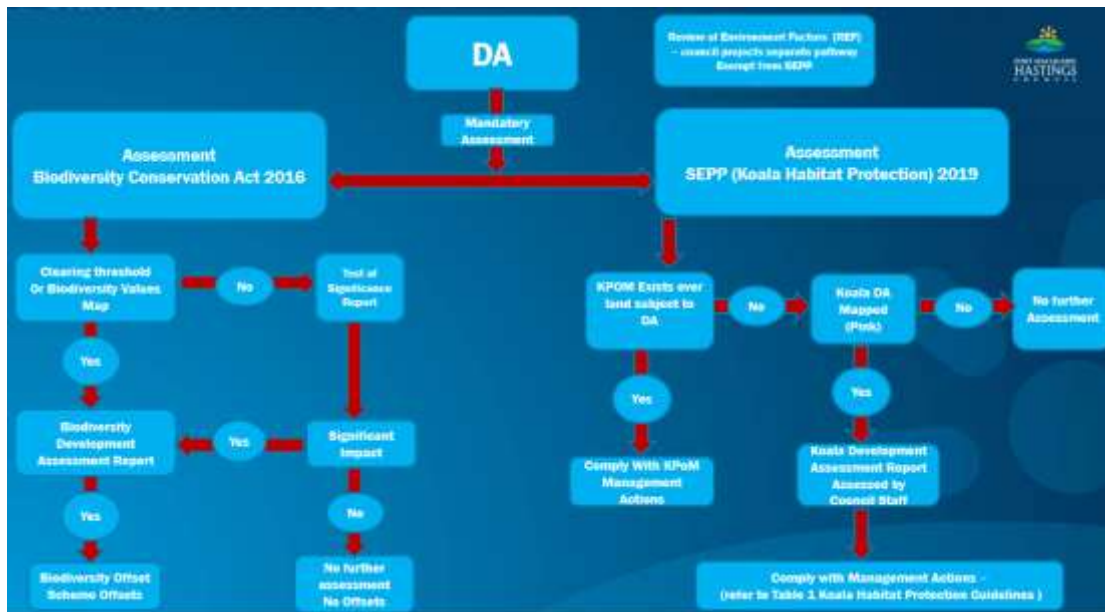 DA
Review of Environment Factors (REF)
– council projects separate pathway
Exempt from SEPP
PORT MACQUARIE
HASTINGS
COUNCIL
Mandatory
Assessment
Assessment
Biodiversity Conservation Act 2016
Assessment
SEPP (Koala Habitat Protection) 2019
Clearing threshold
Or Biodiversity Values
Map
No
Test of
Significance
Report
KPOM Exists over
land subject to
DA
No
Koala DA
Mapped
(Pink)
No
No further
Assessment
Yes
Yes
Yes
Biodiversity
Development
Assessment Report
Yes
Significant
Impact
Comply With KPoM
Management
Actions
Koala Development
Assessment Report
Assessed by
Council Staff
Yes
No
Biodiversity Offset
Scheme Offsets
No further
assessment
No Offsets
Comply with Management Actions –
(refer to Table 1 Koala Habitat Protection Guidelines )